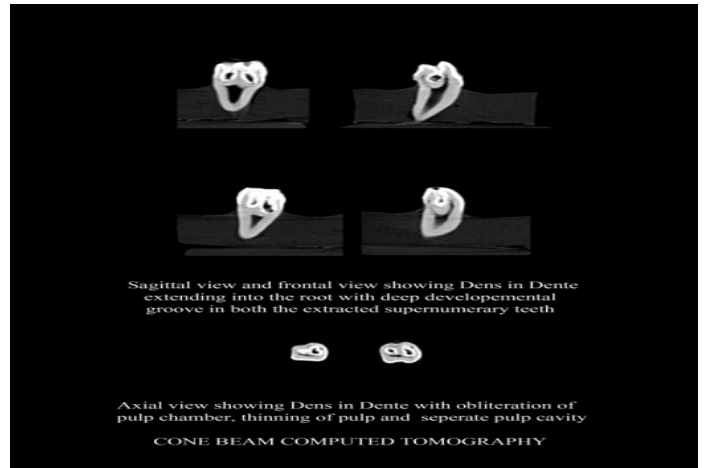 Sagittal view and frontal view showing Dens in Dente
extending into the root with deep developemental
groove in both the extracted supernumerary teeth
Axial view showing Dens in Dente with obliteration of
pulp chamber, thinning of pulp and seperate pulp cavity
CONE BEAM COMPUTED TOMOGRAPHY